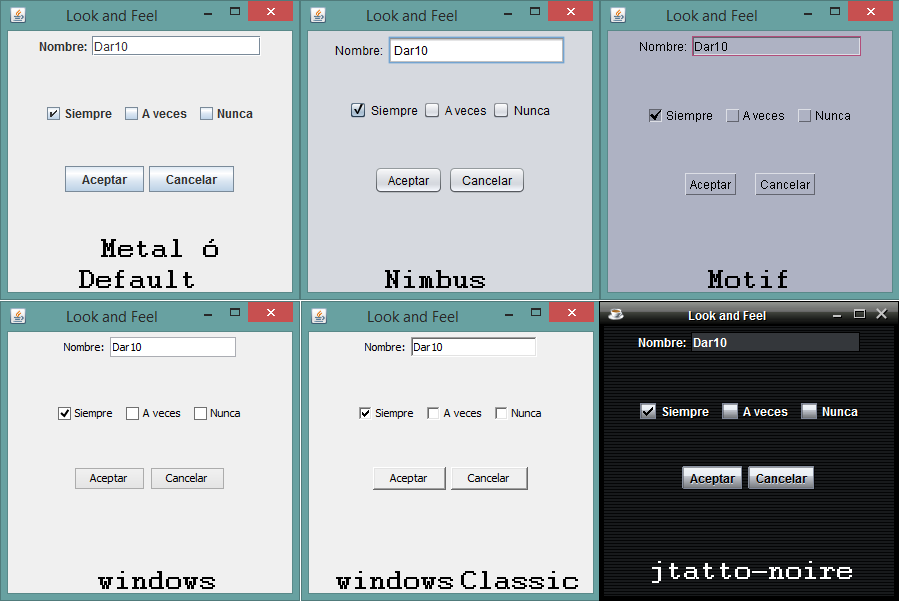 Look and Feel
Nombre: Dar10
Siempre A veces Nunca
Aceptar Cancelar
Metal ó
Default
Look and Feel
Nombre: Dar10
Siempre A veces Nunca
Aceptar Cancelar
Nimbus
Look and Feel
Nombre: Dar10
Siempre A veces Nunca
Aceptar Cancelar
Motif
Look and Feel
Nombre: Dar10
Siempre A veces Nunca
Aceptar Cancelar
windows
Look and Feel
Nombre: Dar10
Siempre A veces Nunca
Aceptar Cancelar
windows Classic
Look and Feel
Nombre: Dar10
Siempre A veces Nunca
Aceptar Cancelar
jtatto-noire